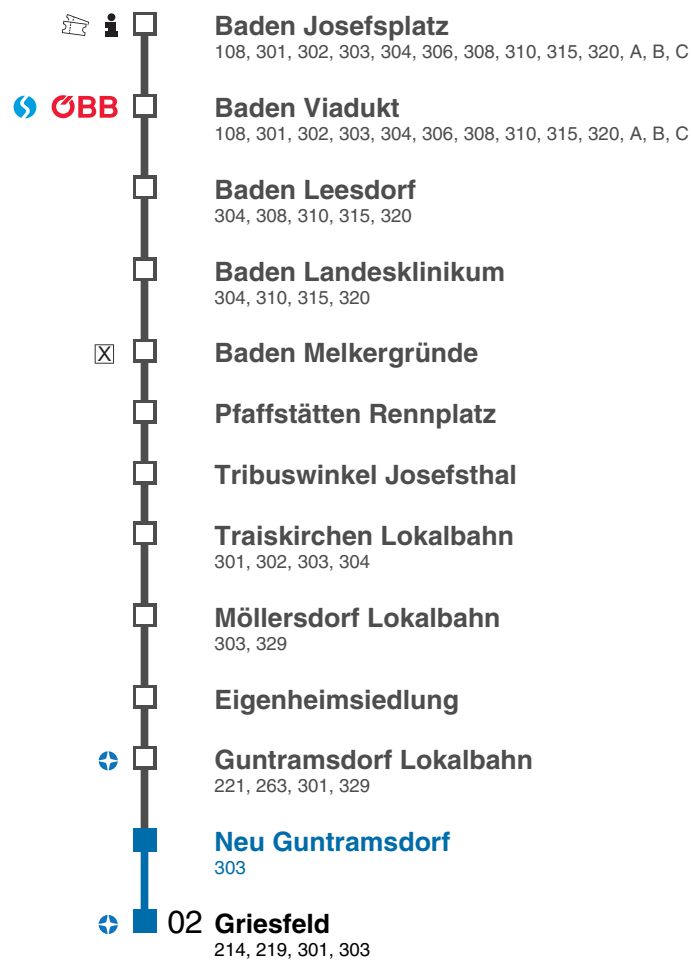 i
Baden Josefsplatz
108, 301, 302, 303, 304, 306, 308, 310, 315, 320, A, B, C
S ÖBB
Baden Viadukt
108, 301, 302, 303, 304, 306, 308, 310, 315, 320, A, B, C
Baden Leesdorf
304, 308, 310, 315, 320
Baden Landesklinikum
304, 310, 315, 320
X
Baden Melkergründe
Pfaffstätten Rennplatz
Tribuswinkel Josefsthal
Traiskirchen Lokalbahn
301, 302, 303, 304
Möllersdorf Lokalbahn
303, 329
Eigenheimsiedlung
Guntramsdorf Lokalbahn
221, 263, 301, 329
Neu Guntramsdorf
303
02 Griesfeld
214, 219, 301, 303